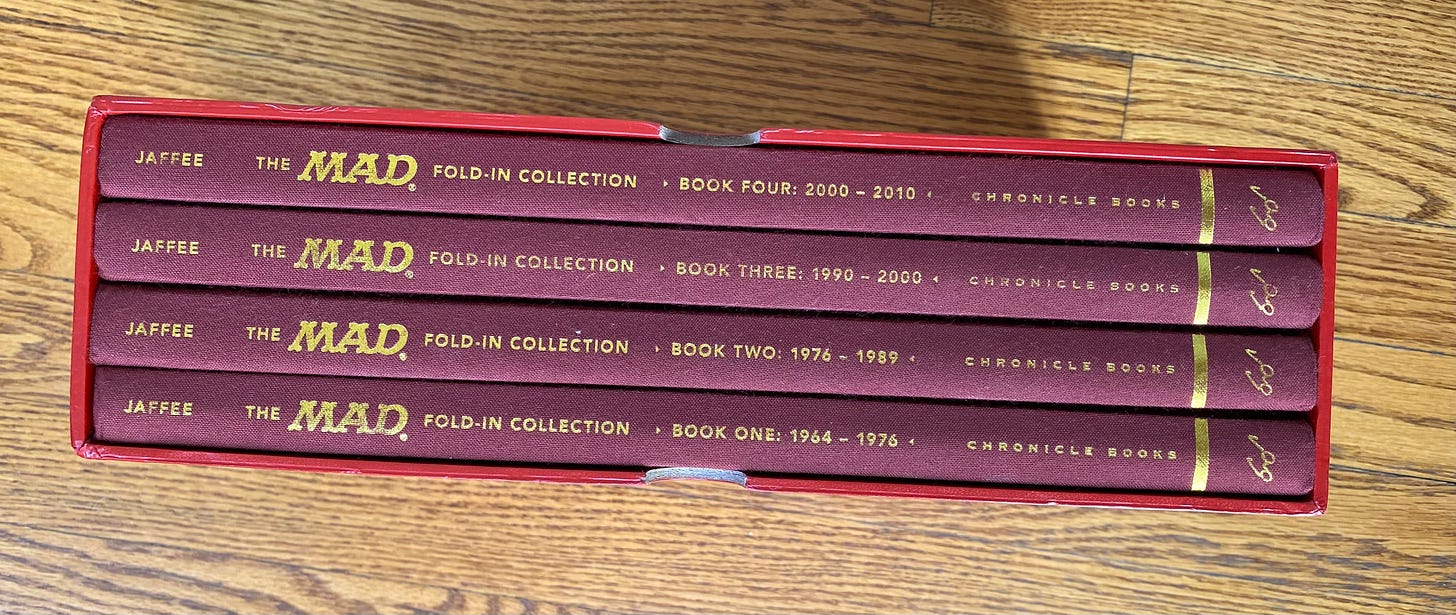 JAFFEE THE MAD® FOLD-IN COLLECTION ▸ BOOK FOUR: 2000 – 2010 ◂ CHRONICLE BOOKS
JAFFEE THE MAD® FOLD-IN COLLECTION ▸ BOOK THREE: 1990 – 2000 ◂ CHRONICLE BOOKS
JAFFEE THE MAD® FOLD-IN COLLECTION ▸ BOOK TWO: 1976 – 1989 ◂ CHRONICLE BOOKS
JAFFEE THE MAD® FOLD-IN COLLECTION ▸ BOOK ONE: 1964 – 1976 ◂ CHRONICLE BOOKS